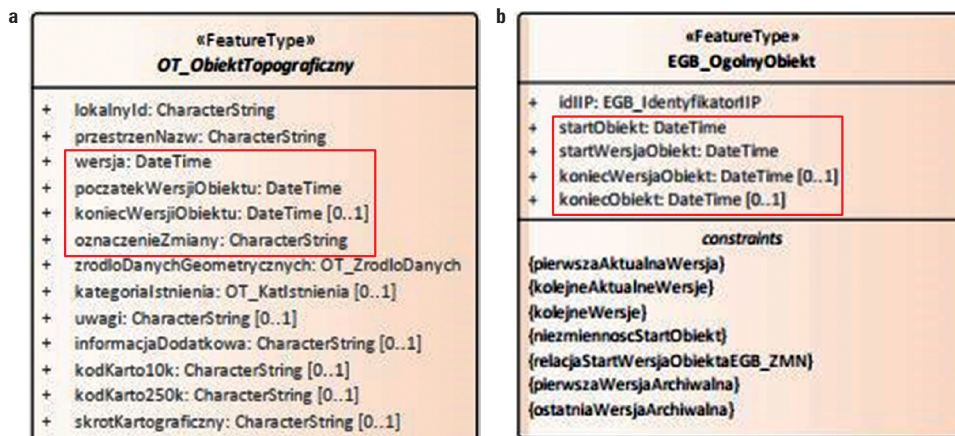 a
«FeatureType»
OT_ObiektTopograficzny
+ lokalnyId: CharacterString
+ przestrzenNazw: CharacterString
+ wersja: DateTime
+ poczatekWersjiObiektu: DateTime
+ koniecWersjiObiektu: DateTime [0..1]
+ oznaczenieZmiany: CharacterString
+ zrodloDanychGeometrycznych: OT_ZrodloDanych
+ kategoriaIstnienia: OT_KatIstnienia [0..1]
+ uwagi: CharacterString [0..1]
+ informacjaDodatkowa: CharacterString [0..1]
+ kodKarto10k: CharacterString [0..1]
+ kodKarto250k: CharacterString [0..1]
+ skrotKartograficzny: CharacterString [0..1]
b
«FeatureType»
EGB_OgolnyObiekt
+ idIIP: EGB_IdentyfikatorIIP
+ startObiekt: DateTime
+ startWersjaObiekt: DateTime
+ koniecWersjaObiekt: DateTime [0..1]
+ koniecObiekt: DateTime [0..1]
constraints
{pierwszaAktualnaWersja}
{kolejneAktualneWersje}
{kolejneWersje}
{niezmiennoscStartObiekt}
{relacjaStartWersjaObiektaEGB_ZMN}
{pierwszaWersjaArchiwalna}
{ostatniaWersjaArchiwalna}